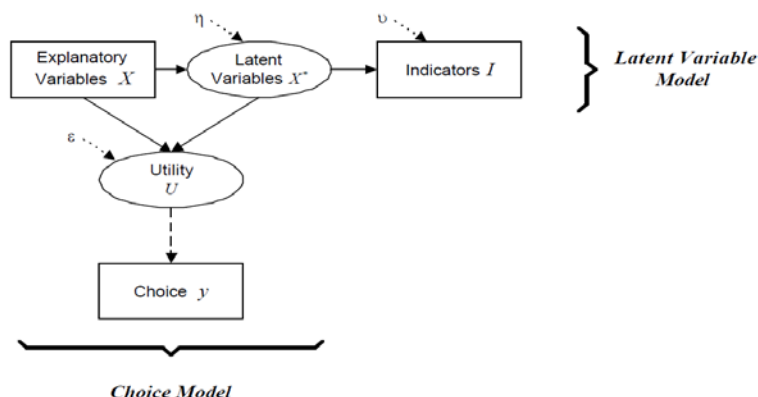 η
υ
Explanatory
Variables X
Latent
Variables X*
Indicators I
Latent Variable
Model
ε
Utility
U
Choice y
Choice Model